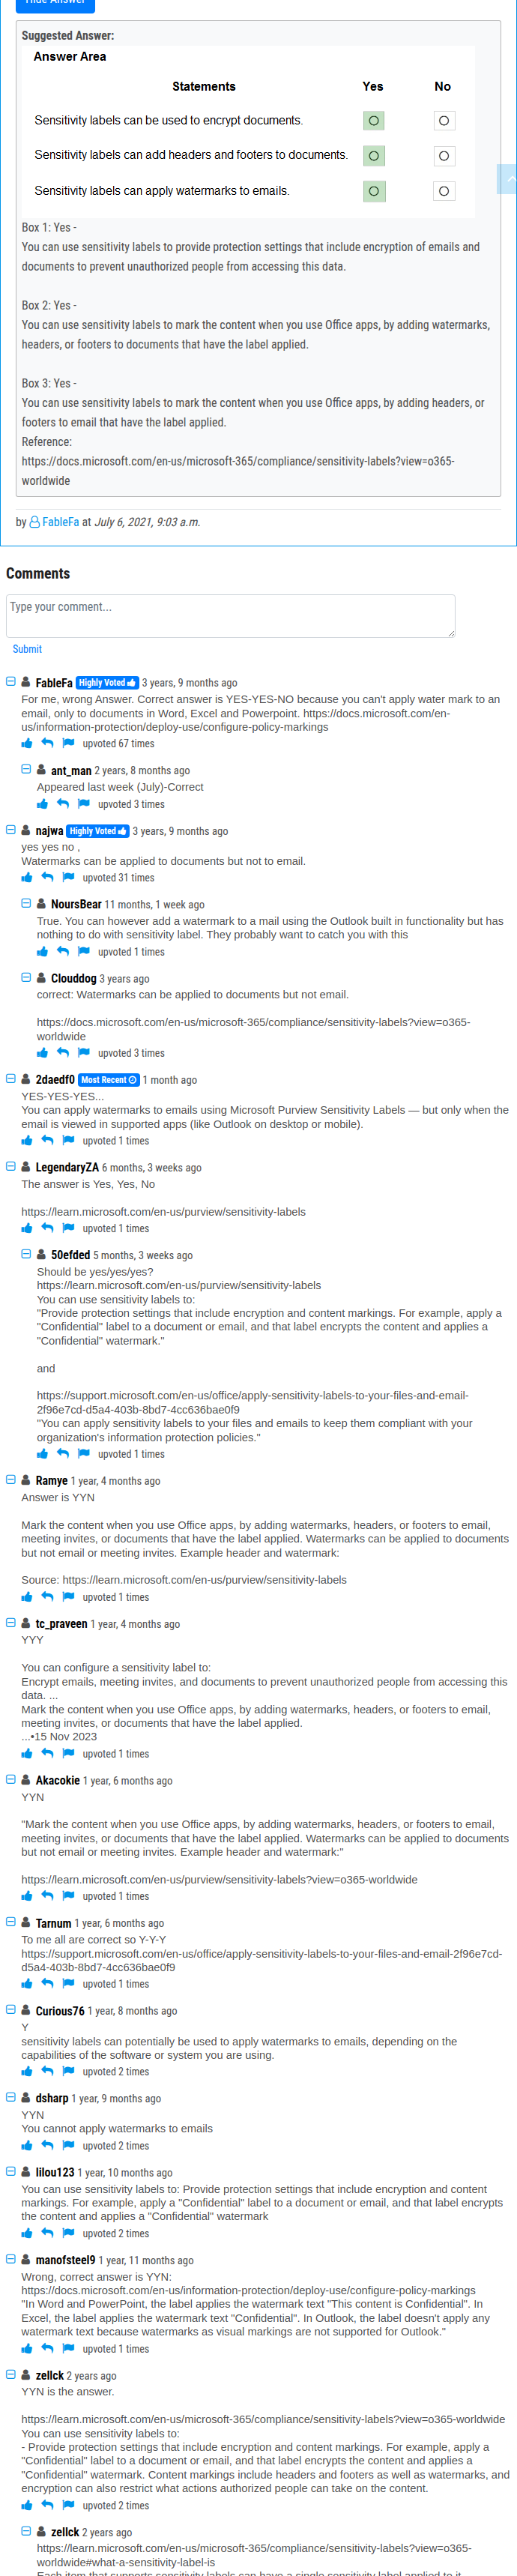 Hide Answer
Suggested Answer:
Answer Area
Statements Yes No
Sensitivity labels can be used to encrypt documents.
Sensitivity labels can add headers and footers to documents.
Sensitivity labels can apply watermarks to emails.
Box 1: Yes -
You can use sensitivity labels to provide protection settings that include encryption of emails and
documents to prevent unauthorized people from accessing this data.
Box 2: Yes -
You can use sensitivity labels to mark the content when you use Office apps, by adding watermarks,
headers, or footers to documents that have the label applied.
Box 3: Yes -
You can use sensitivity labels to mark the content when you use Office apps, by adding headers, or
footers to email that have the label applied.
Reference:
https://docs.microsoft.com/en-us/microsoft-365/compliance/sensitivity-labels?view=o365-
worldwide
by FableFa at July 6, 2021, 9:03 a.m.
Comments
Type your comment...
Submit
FableFa Highly Voted 3 years, 9 months ago
For me, wrong Answer. Correct answer is YES-YES-NO because you can't apply water mark to an
email, only to documents in Word, Excel and Powerpoint. https://docs.microsoft.com/en-
us/information-protection/deploy-use/configure-policy-markings
upvoted 67 times
ant_man 2 years, 8 months ago
Appeared last week (July)-Correct
upvoted 3 times
najwa Highly Voted 3 years, 9 months ago
yes yes no ,
Watermarks can be applied to documents but not to email.
upvoted 31 times
NoursBear 11 months, 1 week ago
True. You can however add a watermark to a mail using the Outlook built in functionality but has
nothing to do with sensitivity label. They probably want to catch you with this
upvoted 1 times
Clouddog 3 years ago
correct: Watermarks can be applied to documents but not email.
https://docs.microsoft.com/en-us/microsoft-365/compliance/sensitivity-labels?view=o365-
worldwide
upvoted 3 times
2daedf0 Most Recent 1 month ago
YES-YES-YES...
You can apply watermarks to emails using Microsoft Purview Sensitivity Labels — but only when the
email is viewed in supported apps (like Outlook on desktop or mobile).
upvoted 1 times
LegendaryZA 6 months, 3 weeks ago
The answer is Yes, Yes, No
https://learn.microsoft.com/en-us/purview/sensitivity-labels
upvoted 1 times
50efded 5 months, 3 weeks ago
Should be yes/yes/yes?
https://learn.microsoft.com/en-us/purview/sensitivity-labels
You can use sensitivity labels to:
"Provide protection settings that include encryption and content markings. For example, apply a
"Confidential" label to a document or email, and that label encrypts the content and applies a
"Confidential" watermark."
and
https://support.microsoft.com/en-us/office/apply-sensitivity-labels-to-your-files-and-email-
2f96e7cd-d5a4-403b-8bd7-4cc636bae0f9
"You can apply sensitivity labels to your files and emails to keep them compliant with your
organization's information protection policies."
upvoted 1 times
Ramye 1 year, 4 months ago
Answer is YYN
Mark the content when you use Office apps, by adding watermarks, headers, or footers to email,
meeting invites, or documents that have the label applied. Watermarks can be applied to documents
but not email or meeting invites. Example header and watermark:
Source: https://learn.microsoft.com/en-us/purview/sensitivity-labels
upvoted 1 times
tc_praveen 1 year, 4 months ago
YYY
You can configure a sensitivity label to:
Encrypt emails, meeting invites, and documents to prevent unauthorized people from accessing this
data. ...
Mark the content when you use Office apps, by adding watermarks, headers, or footers to email,
meeting invites, or documents that have the label applied.
...•15 Nov 2023
upvoted 1 times
Akacokie 1 year, 6 months ago
YYN
"Mark the content when you use Office apps, by adding watermarks, headers, or footers to email,
meeting invites, or documents that have the label applied. Watermarks can be applied to documents
but not email or meeting invites. Example header and watermark:"
https://learn.microsoft.com/en-us/purview/sensitivity-labels?view=o365-worldwide
upvoted 1 times
Tarnum 1 year, 6 months ago
To me all are correct so Y-Y-Y
https://support.microsoft.com/en-us/office/apply-sensitivity-labels-to-your-files-and-email-2f96e7cd-
d5a4-403b-8bd7-4cc636bae0f9
upvoted 1 times
Curious76 1 year, 8 months ago
Y
sensitivity labels can potentially be used to apply watermarks to emails, depending on the
capabilities of the software or system you are using.
upvoted 2 times
dsharp 1 year, 9 months ago
YYN
You cannot apply watermarks to emails
upvoted 2 times
lilou123 1 year, 10 months ago
You can use sensitivity labels to: Provide protection settings that include encryption and content
markings. For example, apply a "Confidential" label to a document or email, and that label encrypts
the content and applies a "Confidential" watermark
upvoted 2 times
manofsteel9 1 year, 11 months ago
Wrong, correct answer is YYN:
https://docs.microsoft.com/en-us/information-protection/deploy-use/configure-policy-markings
"In Word and PowerPoint, the label applies the watermark text "This content is Confidential". In
Excel, the label applies the watermark text "Confidential". In Outlook, the label doesn't apply any
watermark text because watermarks as visual markings are not supported for Outlook."
upvoted 1 times
zellck 2 years ago
YYN is the answer.
https://learn.microsoft.com/en-us/microsoft-365/compliance/sensitivity-labels?view=o365-worldwide
You can use sensitivity labels to:
- Provide protection settings that include encryption and content markings. For example, apply a
"Confidential" label to a document or email, and that label encrypts the content and applies a
"Confidential" watermark. Content markings include headers and footers as well as watermarks, and
encryption can also restrict what actions authorized people can take on the content.
upvoted 2 times
zellck 2 years ago
https://learn.microsoft.com/en-us/microsoft-365/compliance/sensitivity-labels?view=o365-
worldwide#what-a-sensitivity-label-is
Each item that supports sensitivity labels can have a single sensitivity label applied to it